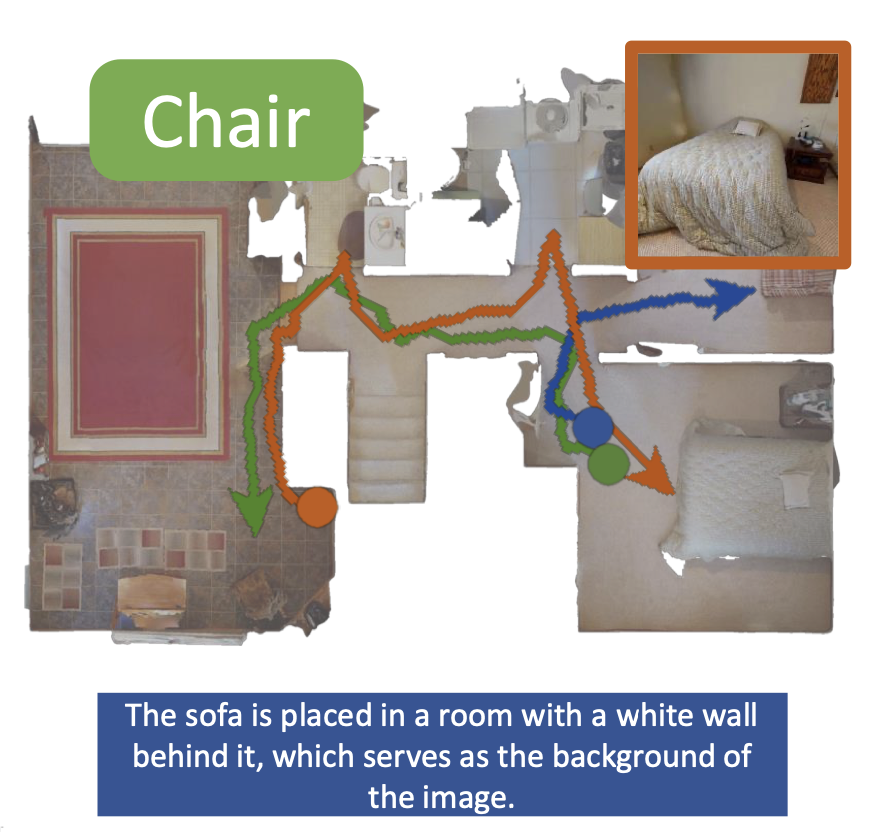 Chair
The sofa is placed in a room with a white wall
behind it, which serves as the background of
the image.